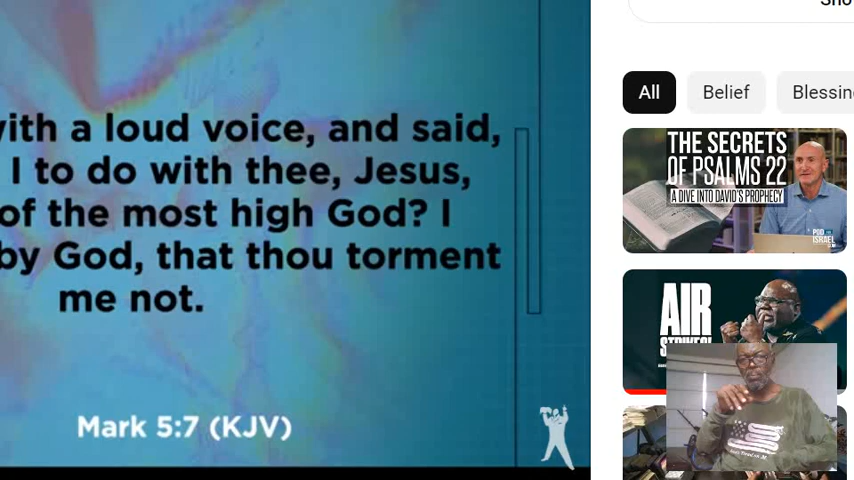 with a loud voice, and said,
I to do with thee, Jesus,
of the most high God? I
by God, that thou torment
me not.
Mark 5:7 (KJV)
All
Belief
THE SECRETS
OF PSALMS 22
A DIVE INTO DAVID'S PROPHECY
AIR